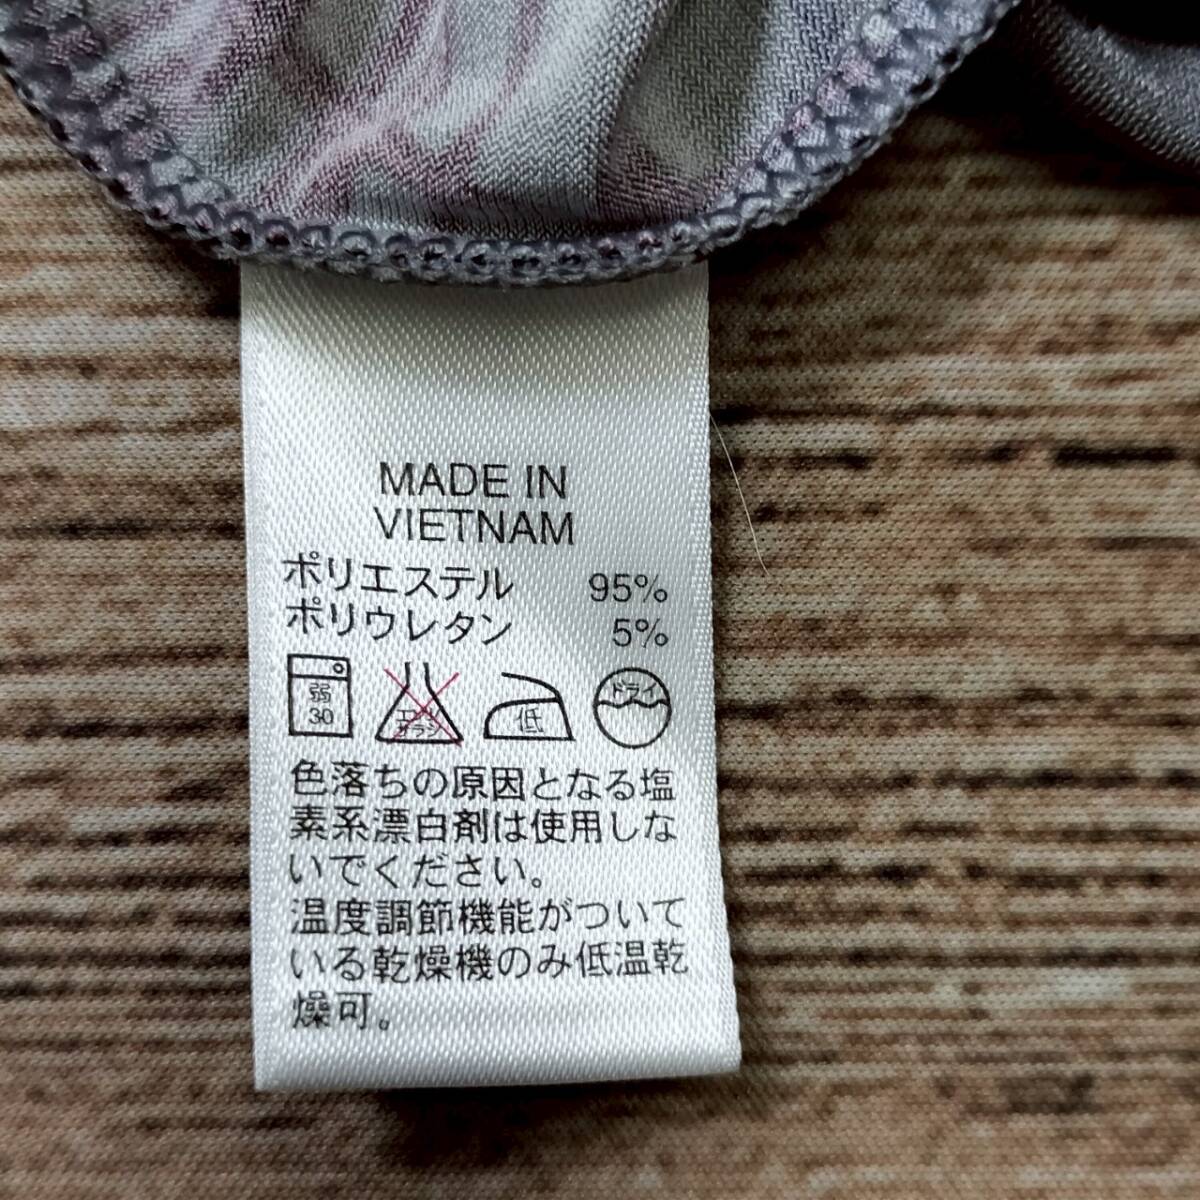 MADE IN
VIETNAM
ポリエステル 95%
ポリウレタン 5%
弱 30
エンソ サラシ
低
ドライ
色落ちの原因となる塩
素系漂白剤は使用しな
いでください。
温度調節機能がついて
いる乾燥機のみ低温乾
燥可。